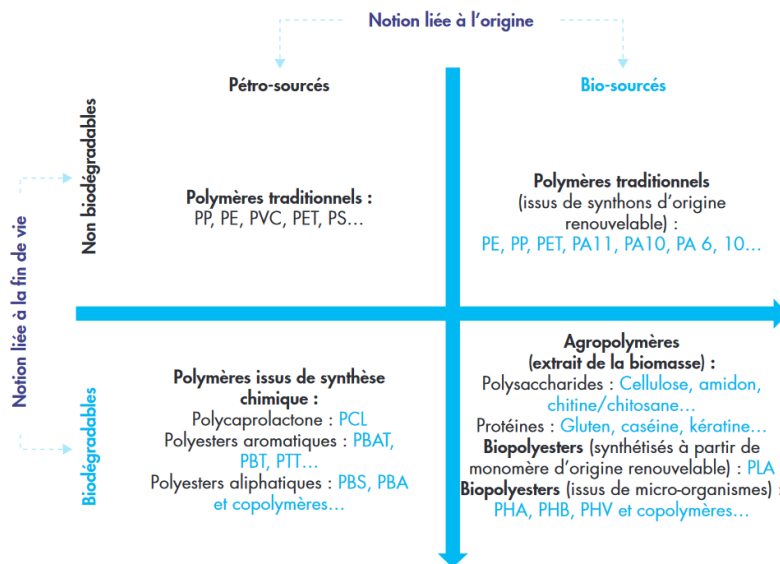 Notion liée à l'origine
Pétro-sourcés
Bio-sourcés
Notion liée à la fin de vie
Non biodégradables
Polymères traditionnels :
PP, PE, PVC, PET, PS...
Polymères traditionnels
(issus de synthons d'origine
renouvelable) :
PE, PP, PET, PA11, PA10, PA 6, 10...
Biodégradables
Polymères issus de synthèse
chimique :
Polycaprolactone : PCL
Polyesters aromatiques : PBAT,
PBT, PTT...
Polyesters aliphatiques : PBS, PBA
et copolymères...
Agropolymères
(extrait de la biomasse) :
Polysaccharides : Cellulose, amidon,
chitine/chitosane...
Protéines : Gluten, caséine, kératine...
Biopolyesters (synthétisés à partir de
monomère d'origine renouvelable) : PLA
Biopolyesters (issus de micro-organismes) :
PHA, PHB, PHV et copolymères...